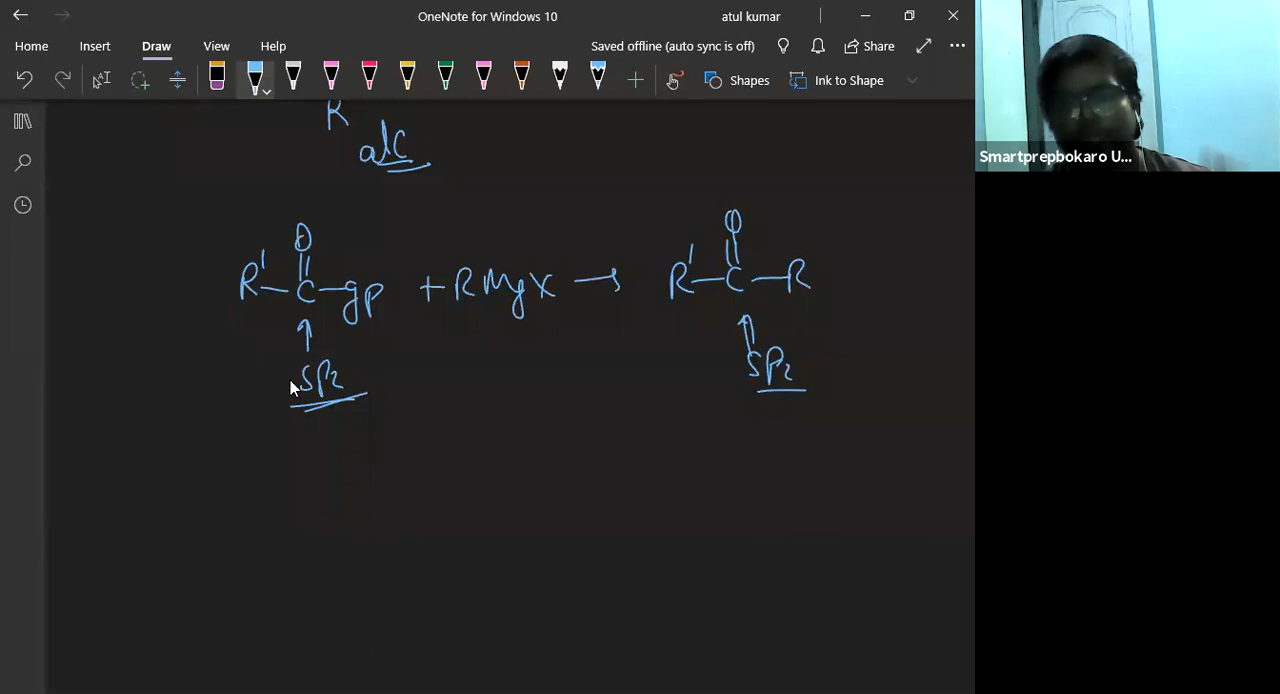 OneNote for Windows 10
atul kumar
Home Insert Draw View Help
Saved offline (auto sync is off)
Share
Shapes
Ink to Shape
Smartprepbokaro U...
R
alc
O O
R' C gp + R Mg X → R' C R
SP2 SP2